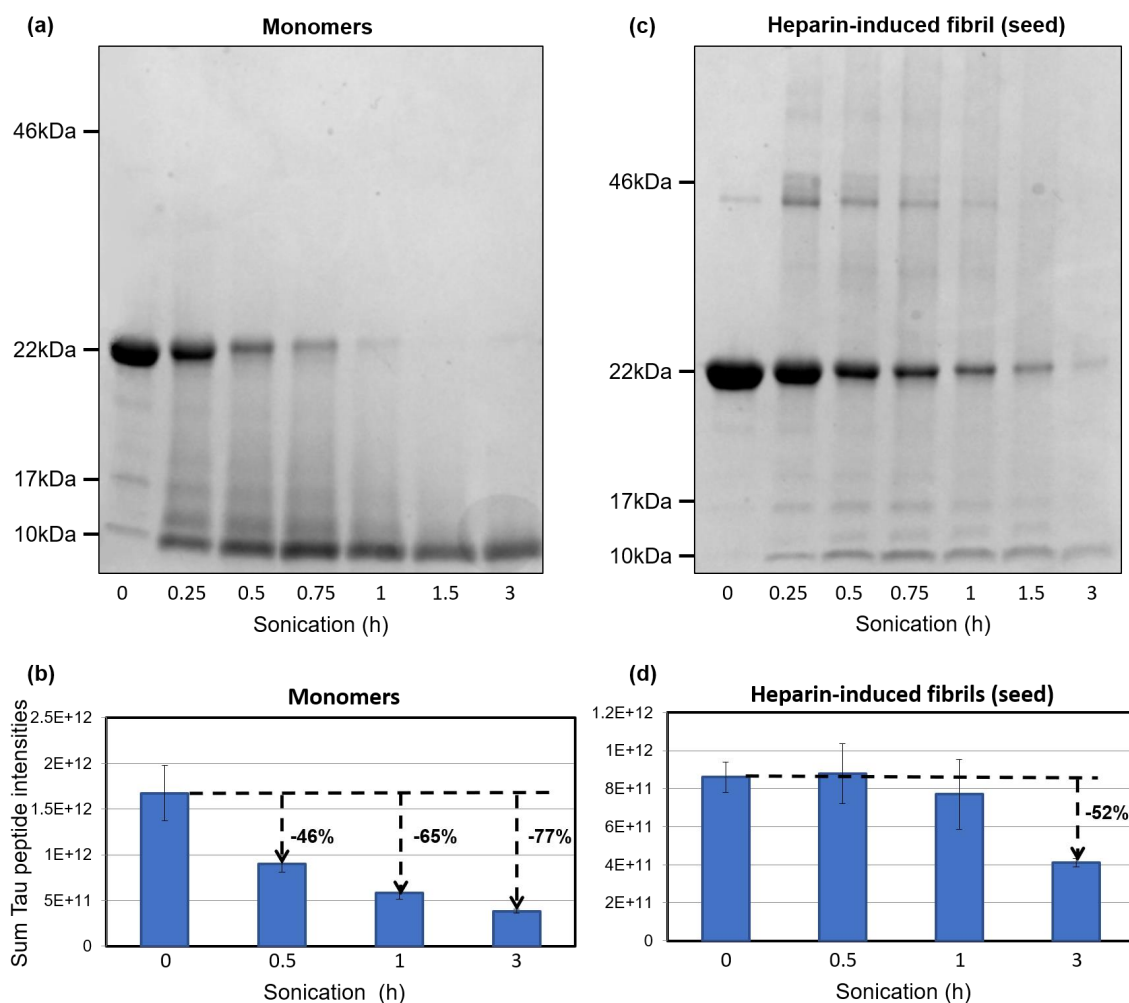 (a)
Monomers
46kDa
22kDa
17kDa
10kDa
0 0.25 0.5 0.75 1 1.5 3
Sonication (h)
(c)
Heparin-induced fibril (seed)
46kDa
22kDa
17kDa
10kDa
0 0.25 0.5 0.75 1 1.5 3
Sonication (h)
(b)
Monomers
Sum Tau peptide intensities
2.5E+12
2E+12
1.5E+12
1E+12
5E+11
0
-46% -65% -77%
0 0.5 1 3
Sonication (h)
(d)
Heparin-induced fibrils (seed)
1.2E+12
1E+12
8E+11
6E+11
4E+11
2E+11
0
-52%
0 0.5 1 3
Sonication (h)